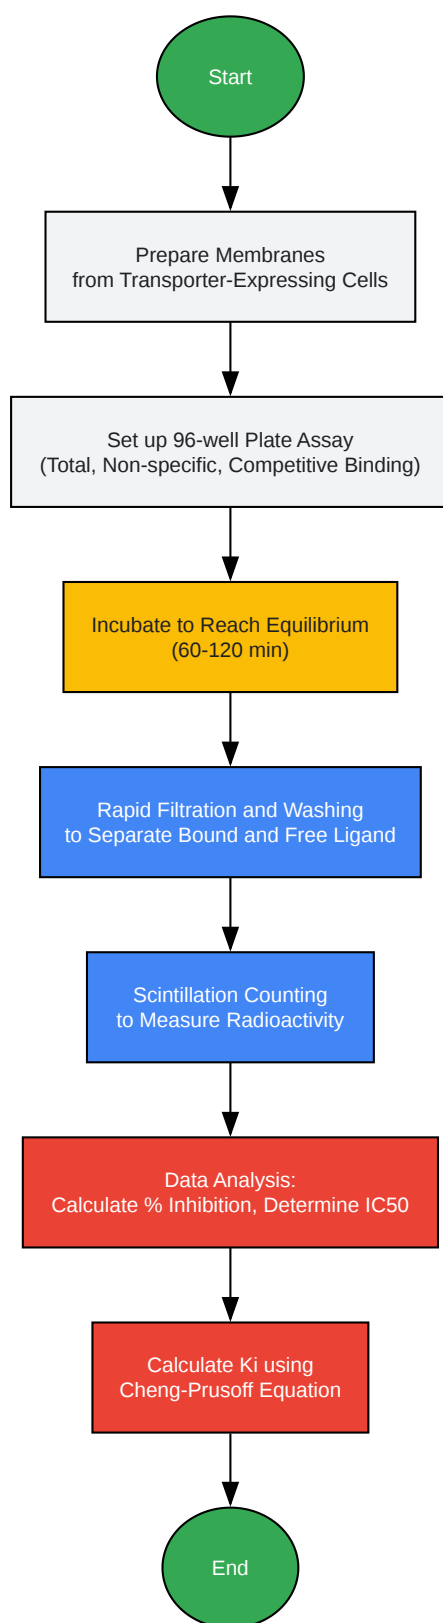 Start
Prepare Membranes
from Transporter-Expressing Cells
Set up 96-well Plate Assay
(Total, Non-specific, Competitive Binding)
Incubate to Reach Equilibrium
(60-120 min)
Rapid Filtration and Washing
to Separate Bound and Free Ligand
Scintillation Counting
to Measure Radioactivity
Data Analysis:
Calculate % Inhibition, Determine IC50
Calculate Ki using
Cheng-Prusoff Equation
End